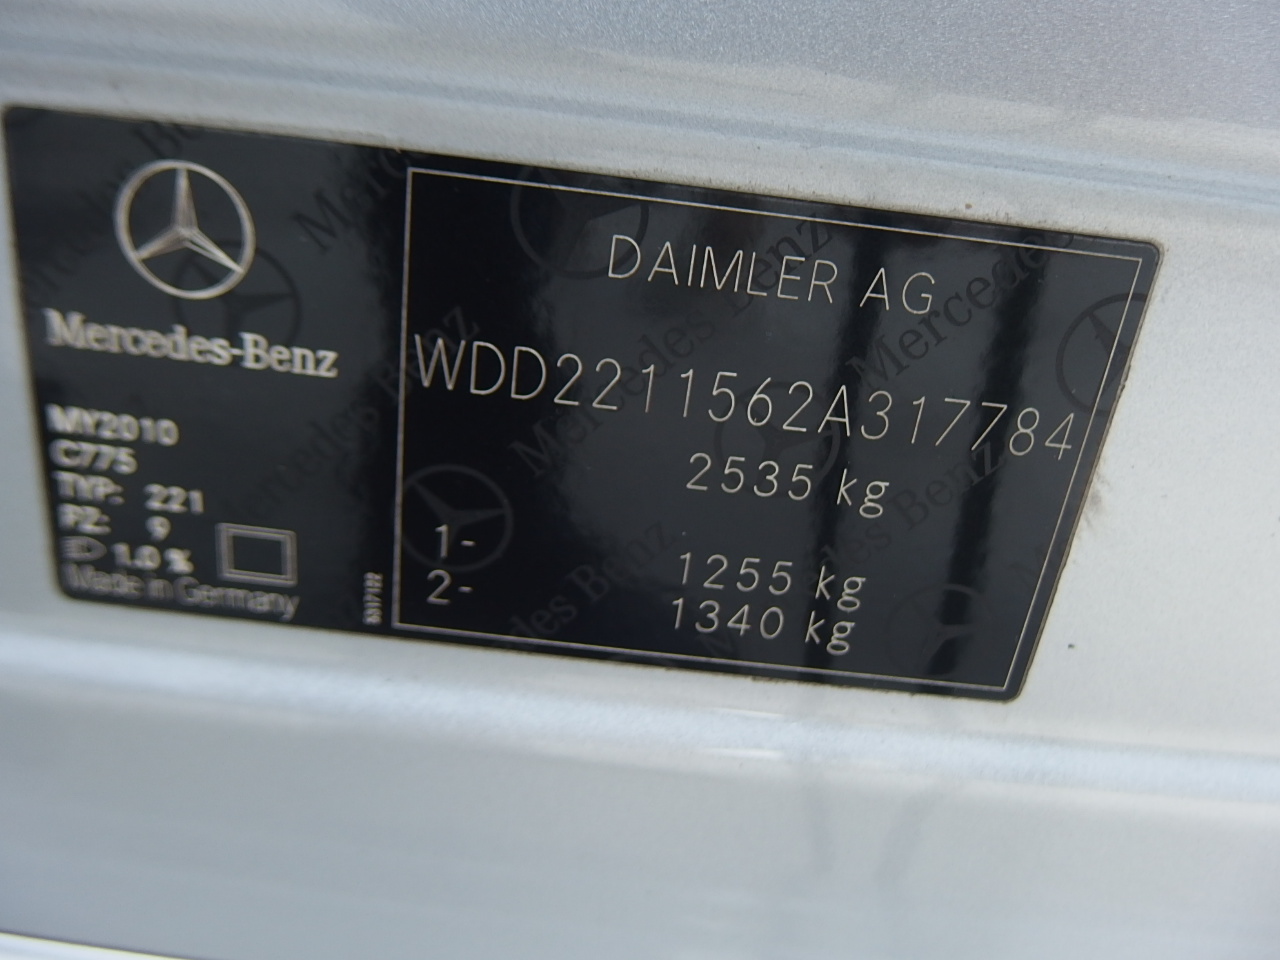 Mercedes-Benz
MY2010
C775
TYP: 221
PZ: 9
1.0 %
Made in Germany
DAIMLER AG
WDD2211562A317784
2535 kg
1- 1255 kg
2- 1340 kg